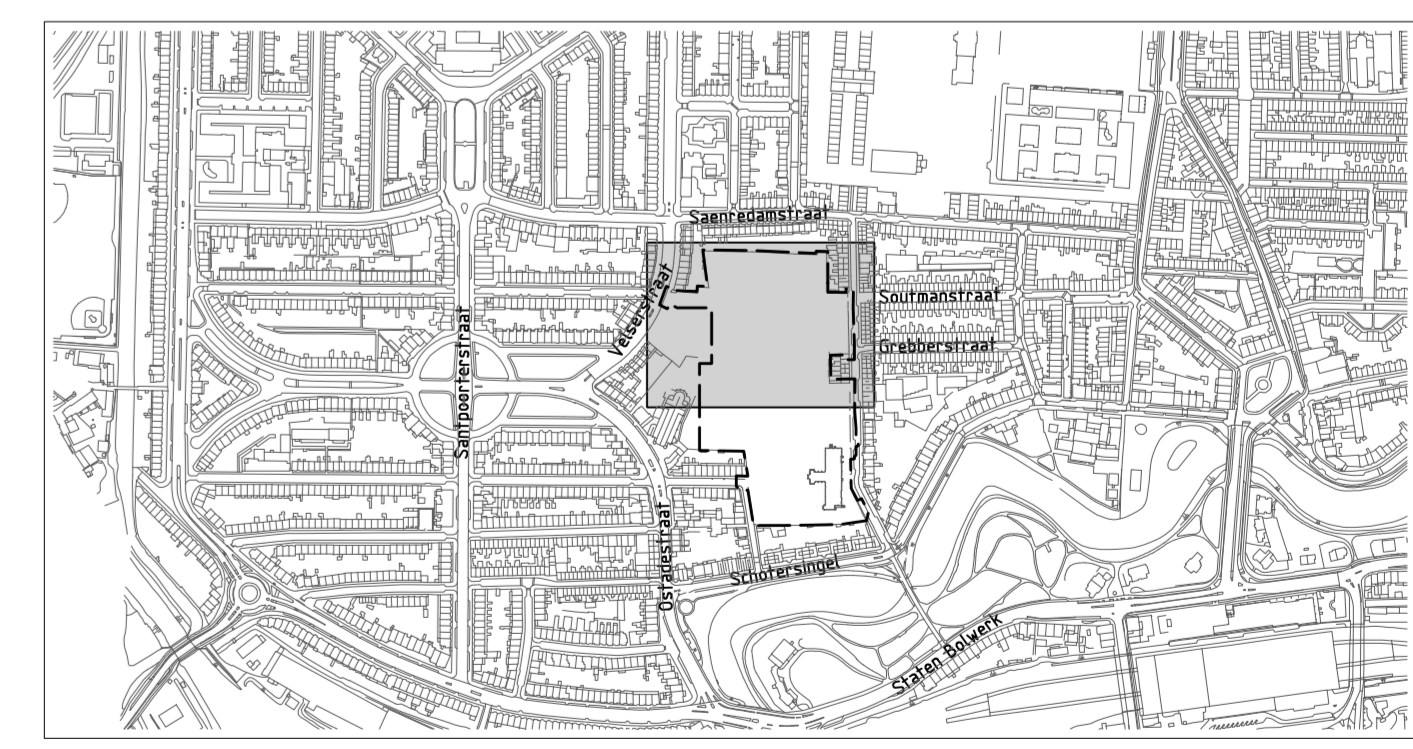 Saenredamstraat
Velserstraat
Soutmanstraat
Grebberstraat
Santpoorterstraat
Ostadestraat
Schotersingel
Staten Bolwerk